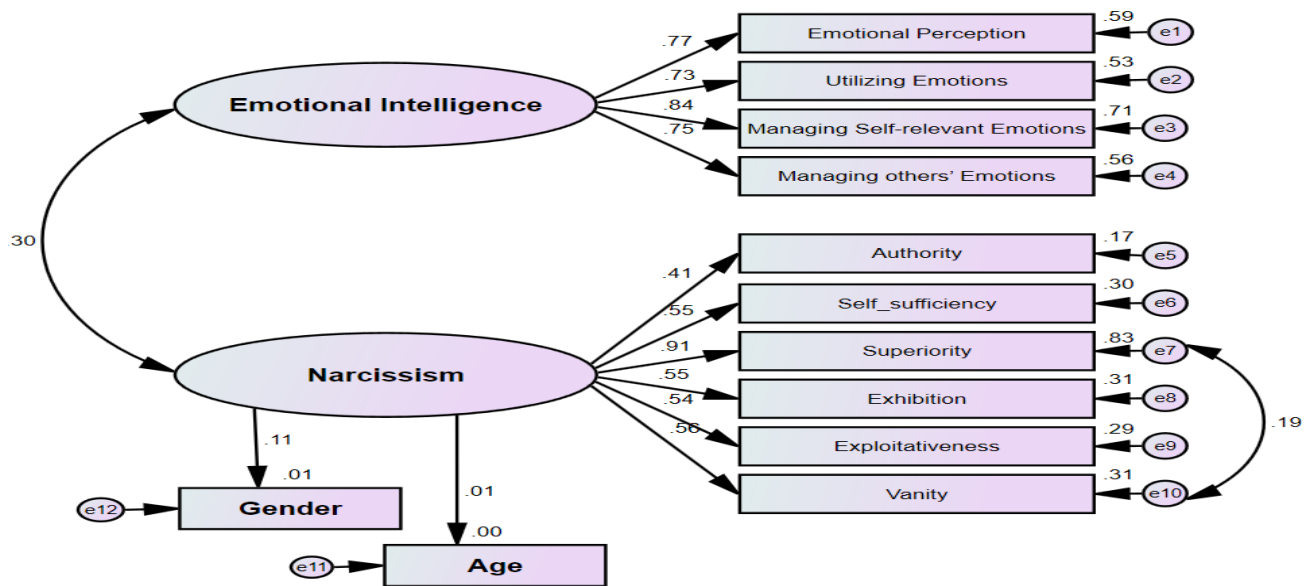 .59
Emotional Perception
e1
.77
.53
Utilizing Emotions
e2
.73
Emotional Intelligence
.84
.71
Managing Self-relevant Emotions
e3
.75
.56
Managing others’ Emotions
e4
.30
.17
Authority
e5
.41
.30
Self_sufficiency
e6
.55
.83
Superiority
e7
.91
Narcissism
.55
.31
Exhibition
e8
.54
.29
Exploitativeness
e9
.19
.56
.31
Vanity
e10
.11
.01
.01
Gender
e12
.00
Age
e11